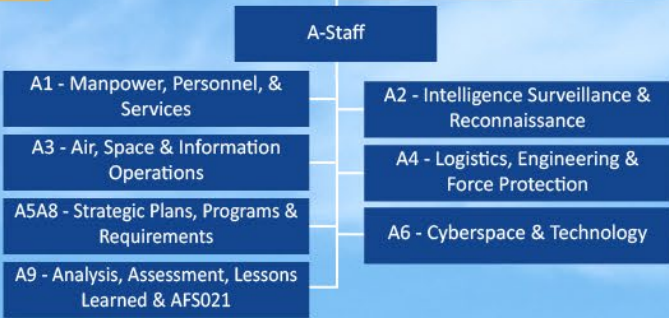 A-Staff
A1 - Manpower, Personnel, &
Services
A2 - Intelligence Surveillance &
Reconnaissance
A3 - Air, Space & Information
Operations
A4 - Logistics, Engineering &
Force Protection
A5A8 - Strategic Plans, Programs &
Requirements
A6 - Cyberspace & Technology
A9 - Analysis, Assessment, Lessons
Learned & AFS021